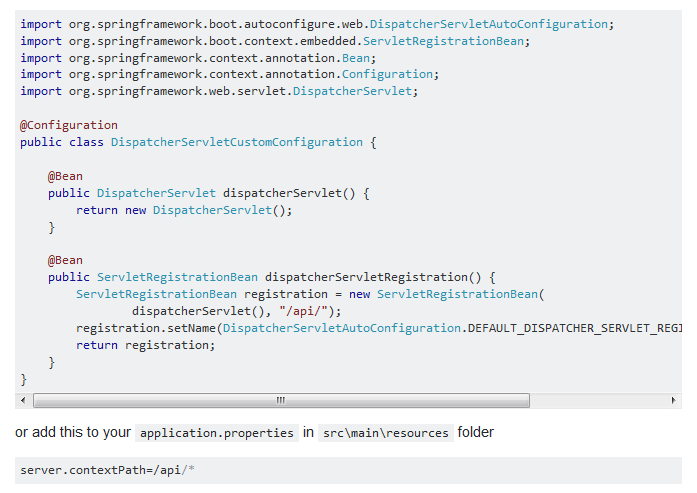 import org.springframework.boot.autoconfigure.web.DispatcherServletAutoConfiguration;
import org.springframework.boot.context.embedded.ServletRegistrationBean;
import org.springframework.context.annotation.Bean;
import org.springframework.context.annotation.Configuration;
import org.springframework.web.servlet.DispatcherServlet;

@Configuration
public class DispatcherServletCustomConfiguration {

    @Bean
    public DispatcherServlet dispatcherServlet() {
        return new DispatcherServlet();
    }

    @Bean
    public ServletRegistrationBean dispatcherServletRegistration() {
        ServletRegistrationBean registration = new ServletRegistrationBean(
                dispatcherServlet(), "/api/");
        registration.setName(DispatcherServletAutoConfiguration.DEFAULT_DISPATCHER_SERVLET_REGI
        return registration;
    }
}
or add this to your application.properties in src\main\resources folder
server.contextPath=/api/*